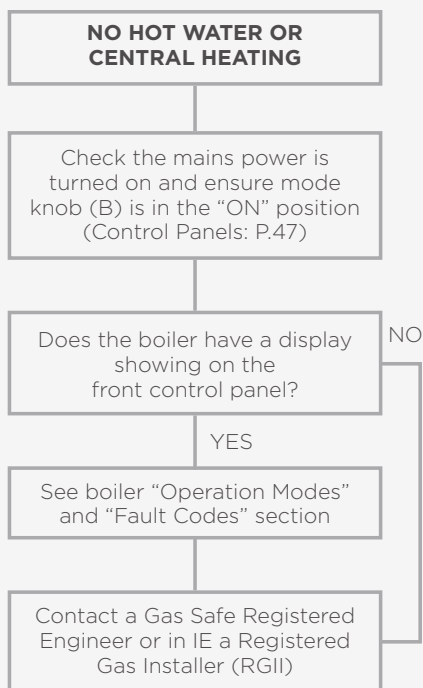 NO HOT WATER OR
CENTRAL HEATING
Check the mains power is
turned on and ensure mode
knob (B) is in the “ON” position
(Control Panels: P.47)
Does the boiler have a display
showing on the
front control panel?
NO
YES
See boiler “Operation Modes”
and “Fault Codes” section
Contact a Gas Safe Registered
Engineer or in IE a Registered
Gas Installer (RGII)